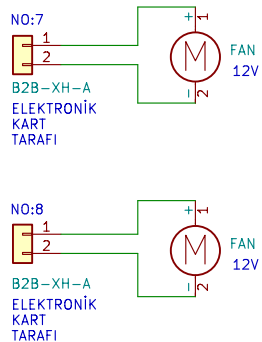 NO:7
1
+
1
2
M
FAN
12V
-
2
B2B-XH-A
ELEKTRONİK
KART
TARAFI
NO:8
1
+
1
2
M
FAN
12V
-
2
B2B-XH-A
ELEKTRONİK
KART
TARAFI